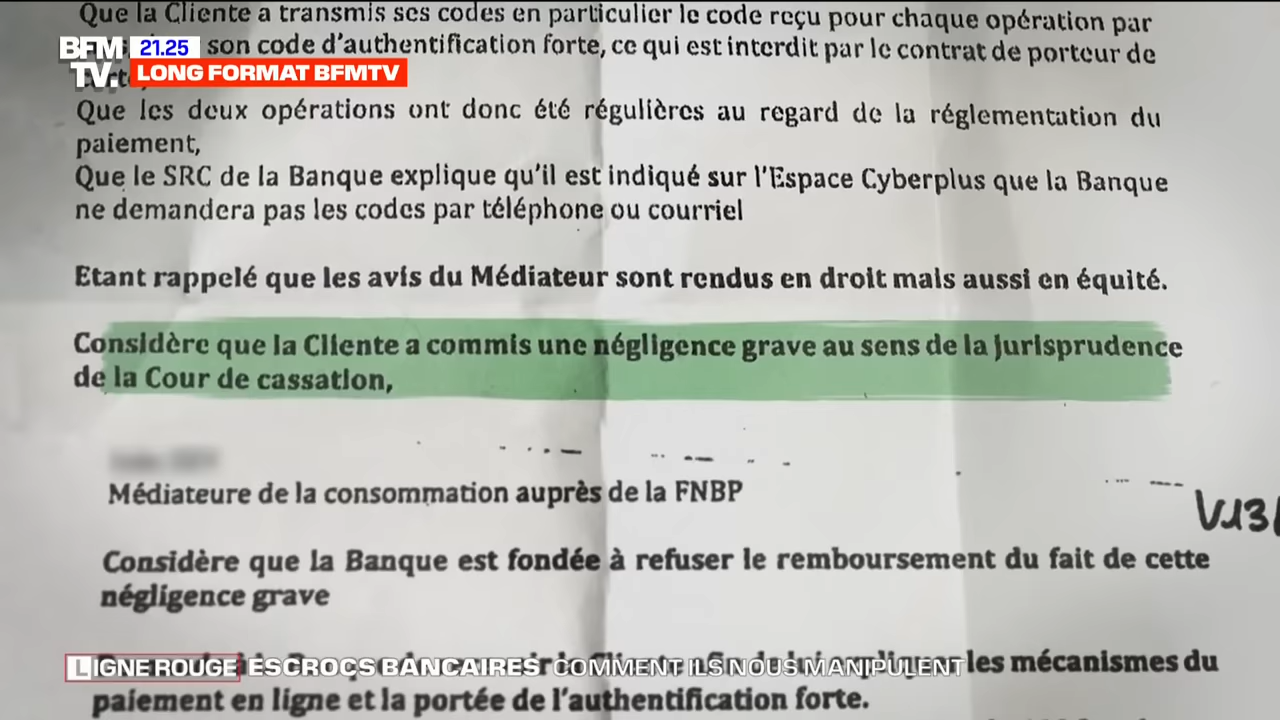 Que la Cliente a transmis ses codes en particulier le code reçu pour chaque opération par
BFM 21.25 son code d'authentification forte, ce qui est interdit par le contrat de porteur de
TV. LONG FORMAT BFMTV
Que les deux opérations ont donc été régulières au regard de la réglementation du
paiement,
Que le SRC de la Banque explique qu'il est indiqué sur l'Espace Cyberplus que la Banque
ne demandera pas les codes par téléphone ou courriel
Etant rappelé que les avis du Médiateur sont rendus en droit mais aussi en équité.
Considère que la Cliente a commis une négligence grave au sens de la jurisprudence
de la Cour de cassation,
Médiateure de la consommation auprès de la FNBP
V13
Considère que la Banque est fondée à refuser le remboursement du fait de cette
négligence grave
LIGNE ROUGE ESCROCS BANCAIRES : COMMENT ILS NOUS MANIPULENT
les mécanismes du
paiement en ligne et la portée de l'authentification forte.